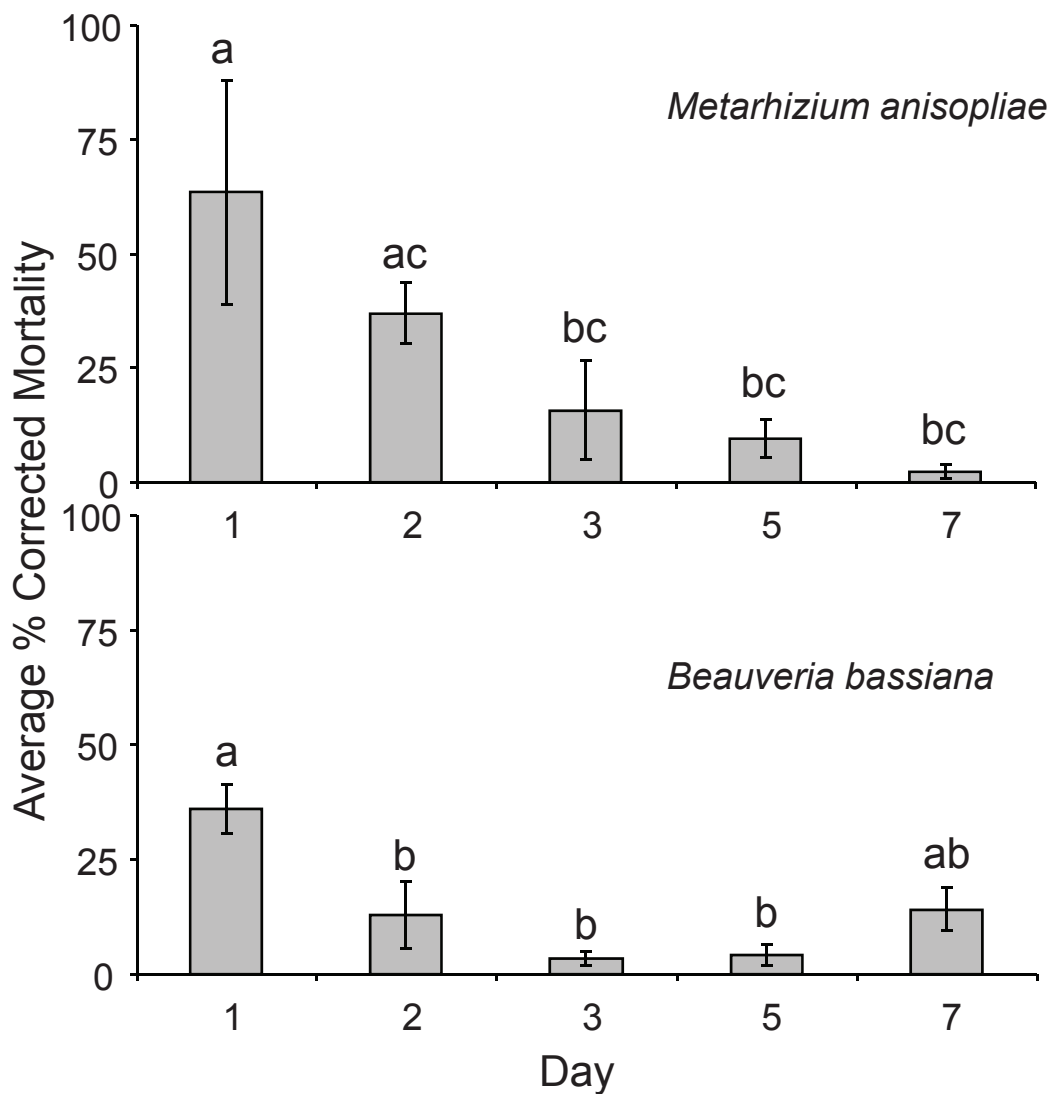 Average % Corrected Mortality
100
75
50
25
0
a
ac
bc
bc
bc
Metarhizium anisopliae
1 2 3 5 7
100
75
50
25
0
a
b
b
b
ab
Beauveria bassiana
1 2 3 5 7
Day